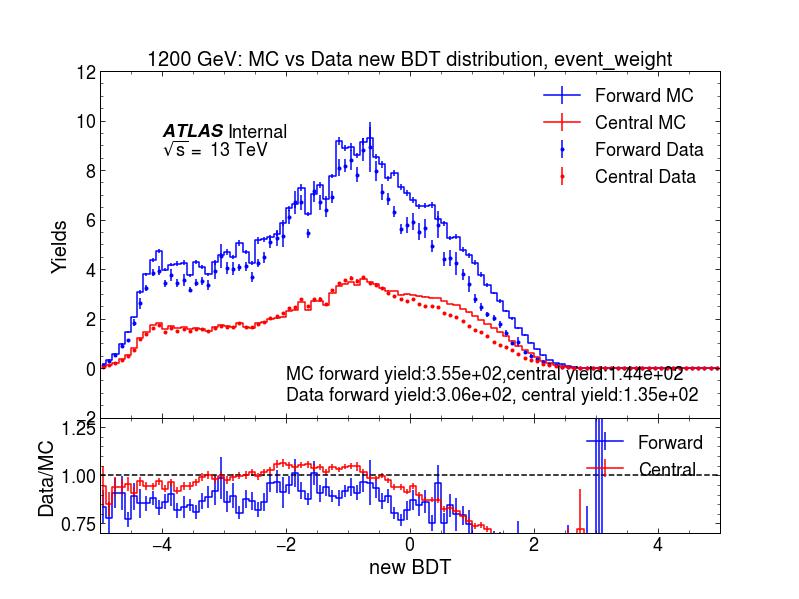 1200 GeV: MC vs Data new BDT distribution, event_weight
12
10
8
6
4
2
0
−2
Yields
ATLAS Internal
√s = 13 TeV
Forward MC
Central MC
Forward Data
Central Data
MC forward yield:3.55e+02,central yield:1.44e+02
Data forward yield:3.06e+02, central yield:1.35e+02
1.25
1.00
0.75
Data/MC
Forward
Central
−4 −2 0 2 4
new BDT